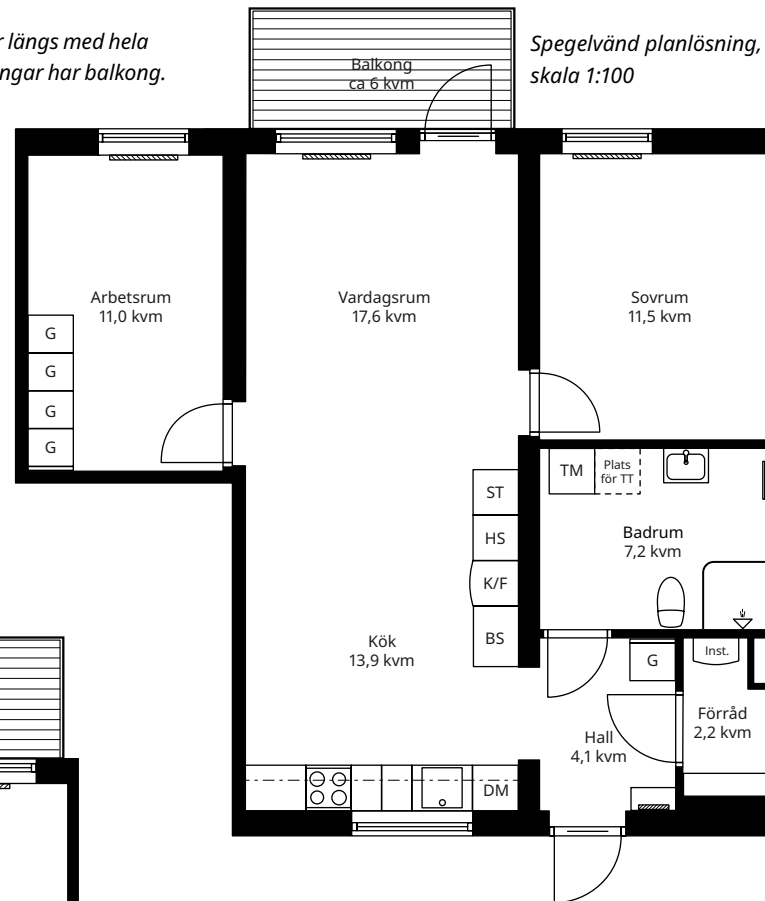 r längs med hela
ngar har balkong.
Spegelvänd planlösning,
skala 1:100
Balkong
ca 6 kvm
Arbetsrum
11,0 kvm
Vardagsrum
17,6 kvm
Sovrum
11,5 kvm
G
G
G
G
TM
Plats
för TT
ST
HS
K/F
BS
Badrum
7,2 kvm
Kök
13,9 kvm
G
Inst.
Hall
4,1 kvm
Förråd
2,2 kvm
DM